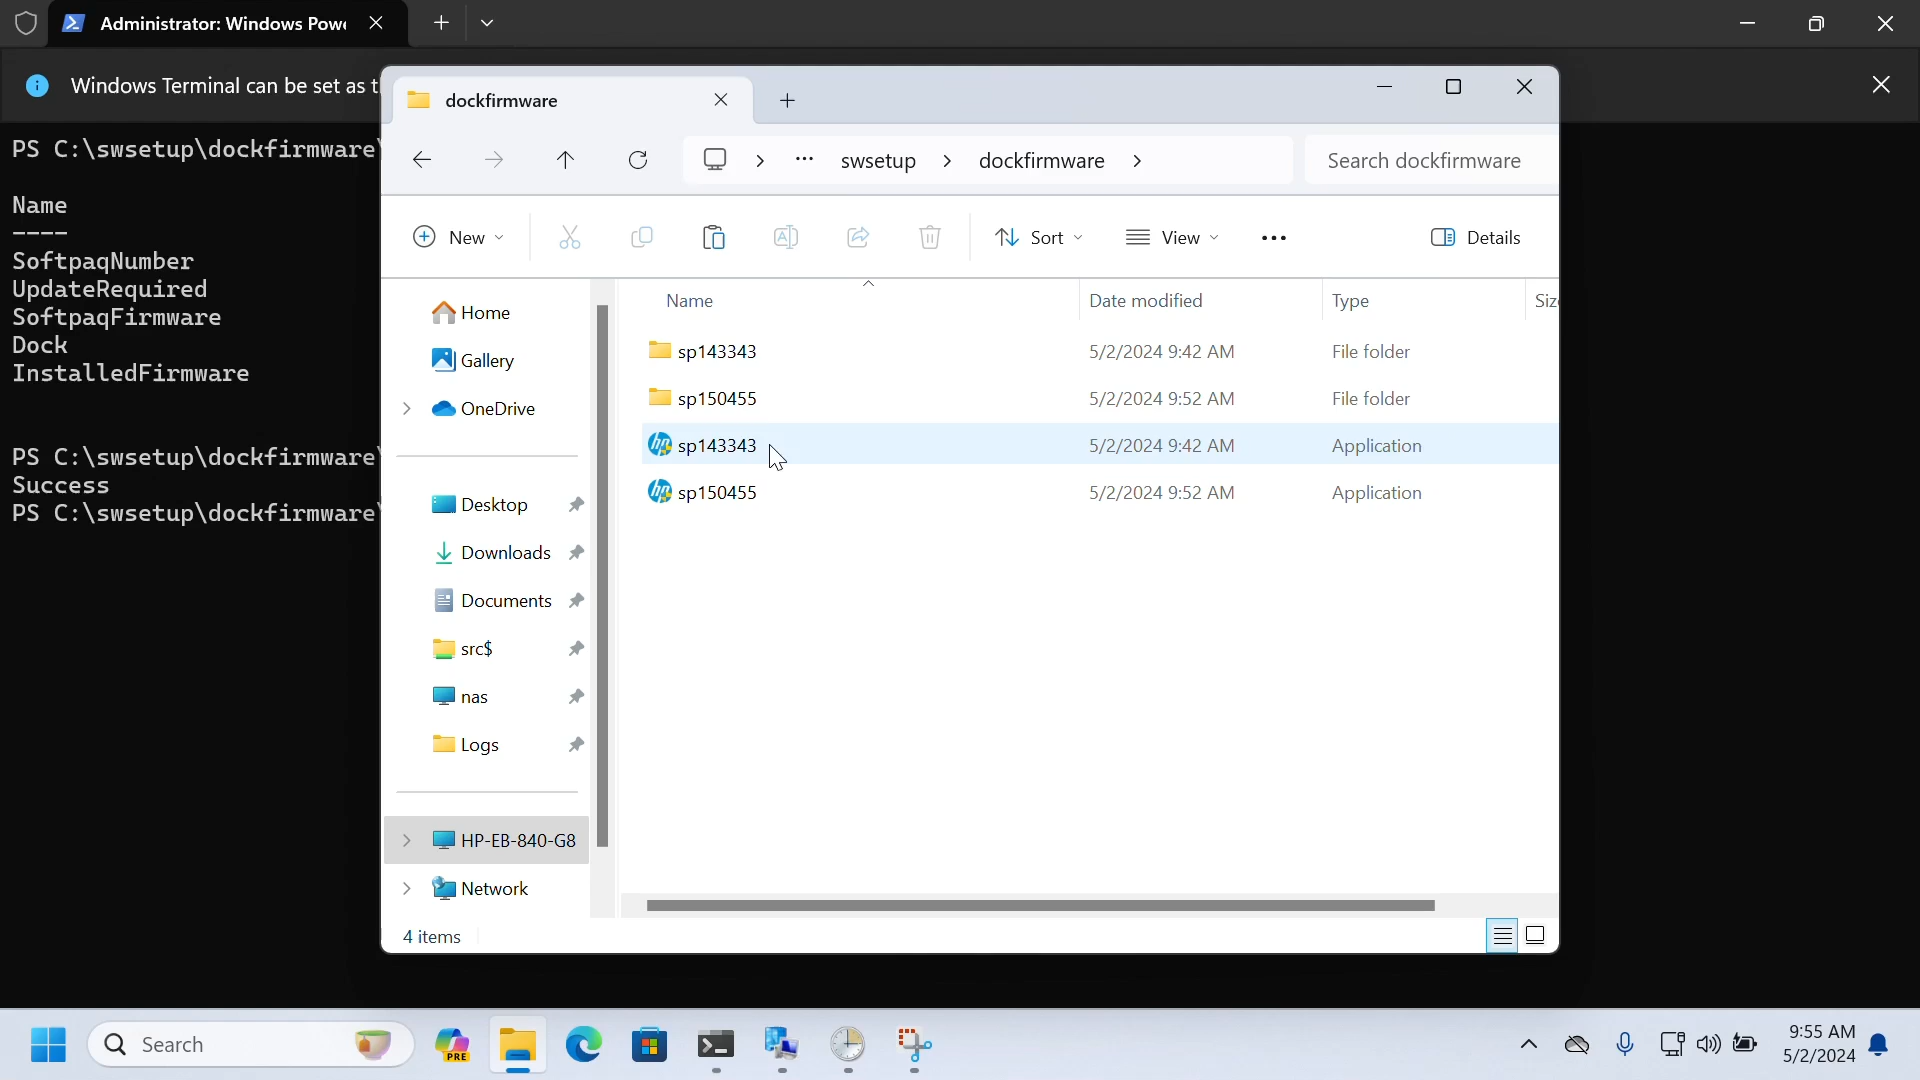 Administrator: Windows Powe
Windows Terminal can be set as t
PS C:\swsetup\dockfirmware\
Name
----
SoftpaqNumber
UpdateRequired
SoftpaqFirmware
Dock
InstalledFirmware
PS C:\swsetup\dockfirmware\
Success
PS C:\swsetup\dockfirmware\
dockfirmware
swsetup > dockfirmware >
Search dockfirmware
New
Sort
View
Details
Home
Gallery
OneDrive
Desktop
Downloads
Documents
src$
nas
Logs
HP-EB-840-G8
Network
Name Date modified Type Siz
sp143343 5/2/2024 9:42 AM File folder
sp150455 5/2/2024 9:52 AM File folder
sp143343 5/2/2024 9:42 AM Application
sp150455 5/2/2024 9:52 AM Application
4 items
Search
PRE
9:55 AM
5/2/2024